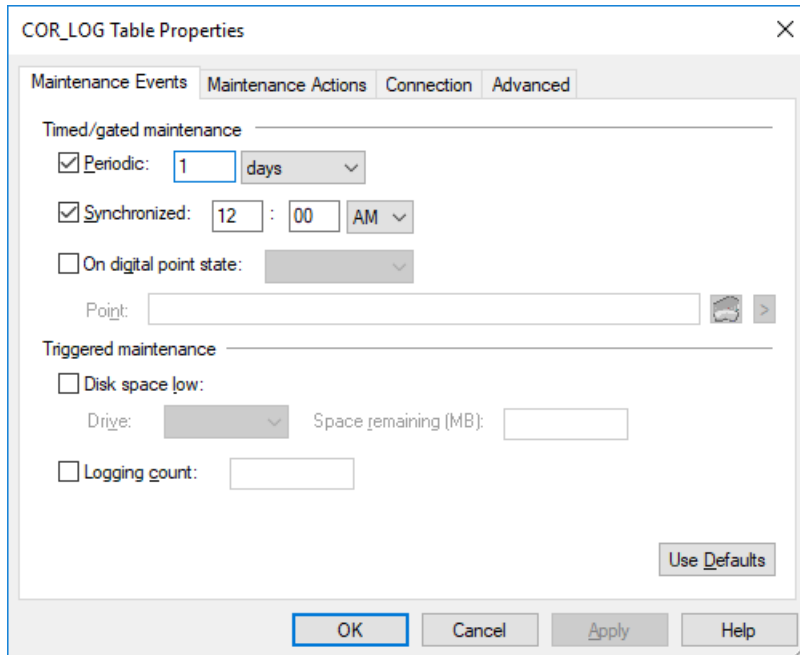 COR_LOG Table Properties
Maintenance Events Maintenance Actions Connection Advanced
Timed/gated maintenance
Periodic: 1 days
Synchronized: 12 : 00 AM
On digital point state:
Point: >
Triggered maintenance
Disk space low:
Drive: Space remaining (MB):
Logging count:
Use Defaults
OK Cancel Apply Help